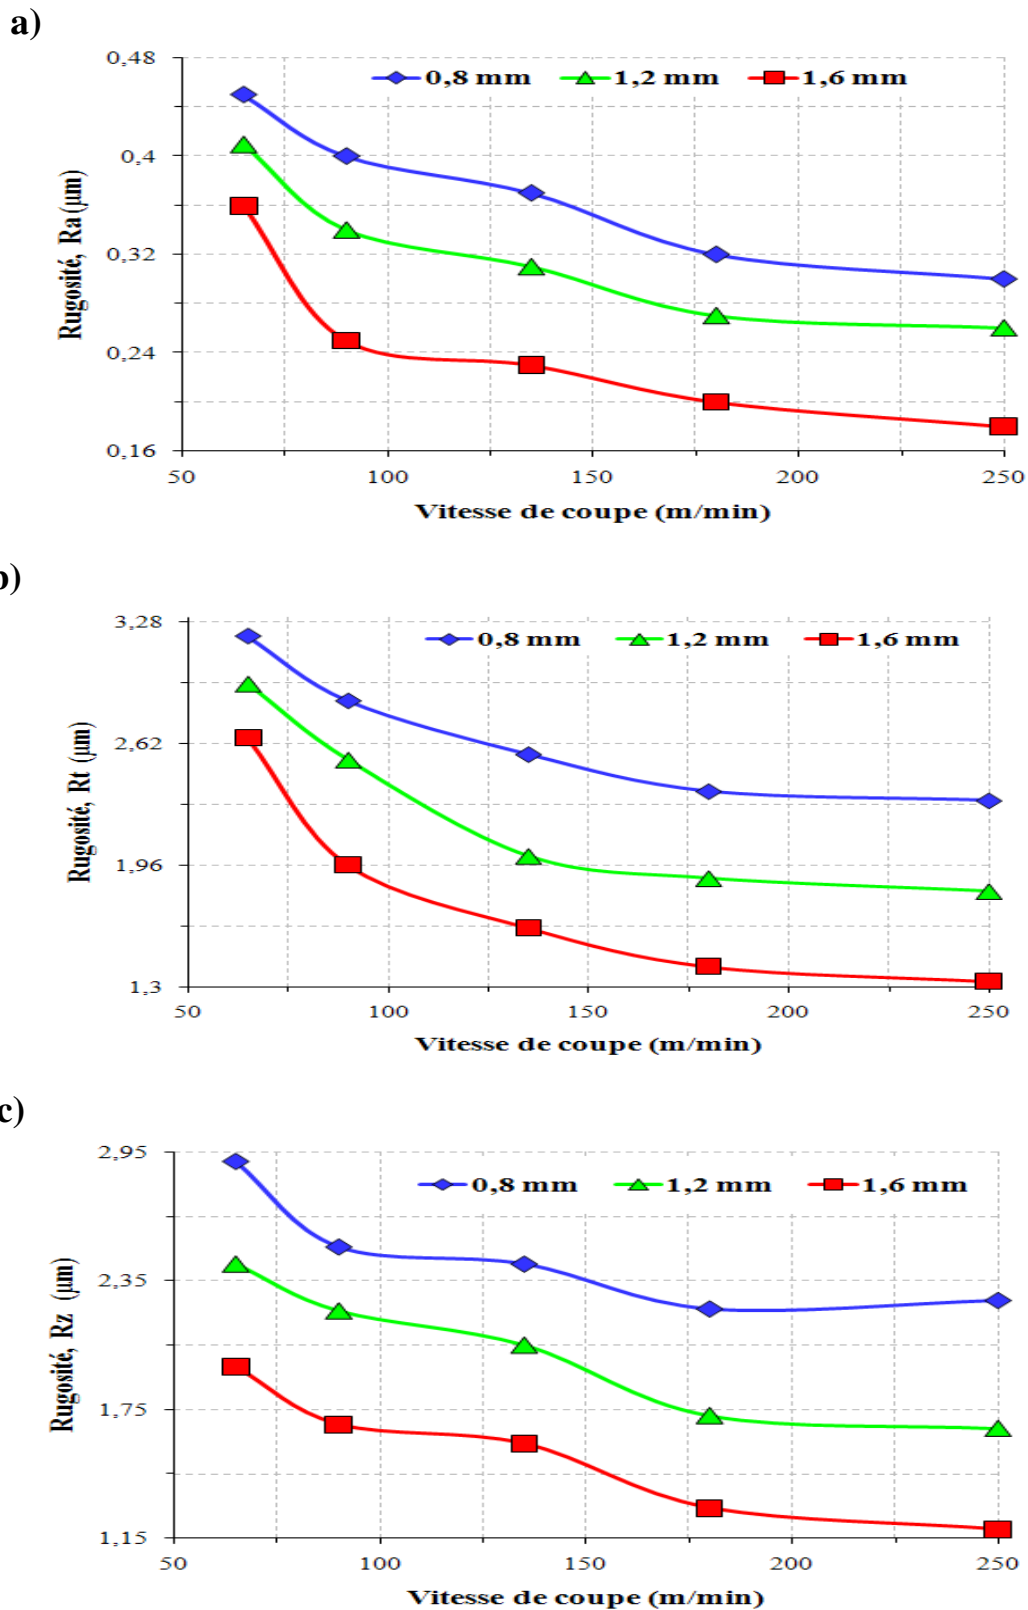 a)
0,48
0,8 mm 1,2 mm 1,6 mm
0,4
0,32
0,24
0,16
Rugosité, Ra (µm)
50 100 150 200 250
Vitesse de coupe (m/min)
b)
3,28
0,8 mm 1,2 mm 1,6 mm
2,62
1,96
1,3
Rugosité, Rt (µm)
50 100 150 200 250
Vitesse de coupe (m/min)
c)
2,95
0,8 mm 1,2 mm 1,6 mm
2,35
1,75
1,15
Rugosité, Rz (µm)
50 100 150 200 250
Vitesse de coupe (m/min)